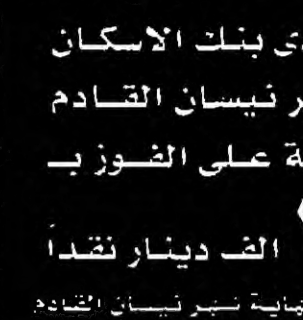 ى بنك الاسكان
ر نيسان القادم
ة على الفوز بـ
الف دينار نقداً
نهاية شهر نيسان القادم